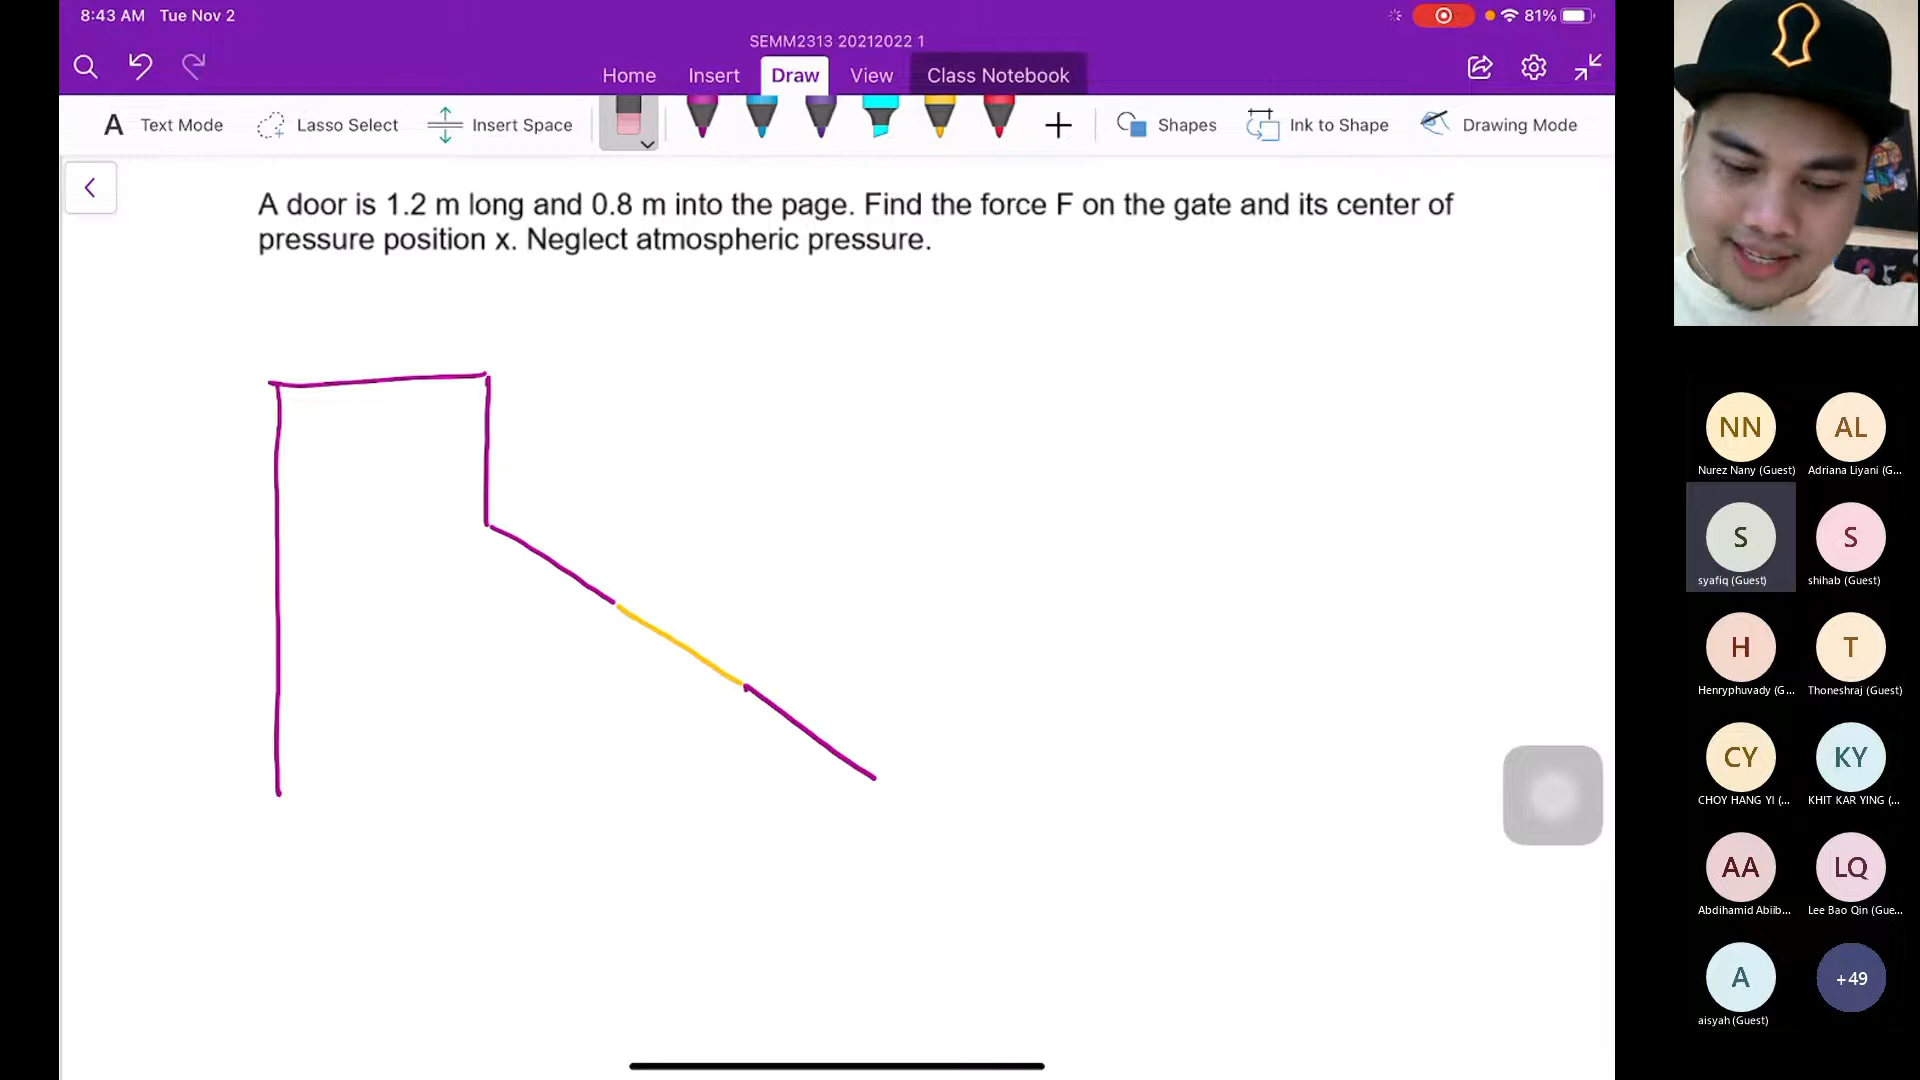 8:43 AM Tue Nov 2
81%
SEMM2313 20212022 1
Home Insert Draw View Class Notebook
A Text Mode Lasso Select Insert Space Shapes Ink to Shape Drawing Mode
A door is 1.2 m long and 0.8 m into the page. Find the force F on the gate and its center of
pressure position x. Neglect atmospheric pressure.
NN AL
Nurez Nany (Guest) Adriana Liyani (G...
S S
syafiq (Guest) shihab (Guest)
H T
Henryphuvady (G... Thoneshraj (Guest)
CY KY
CHOY HANG YI (... KHIT KAR YING (...
AA LQ
Abdihamid Abiib... Lee Bao Qin (Gue...
A +49
aisyah (Guest)